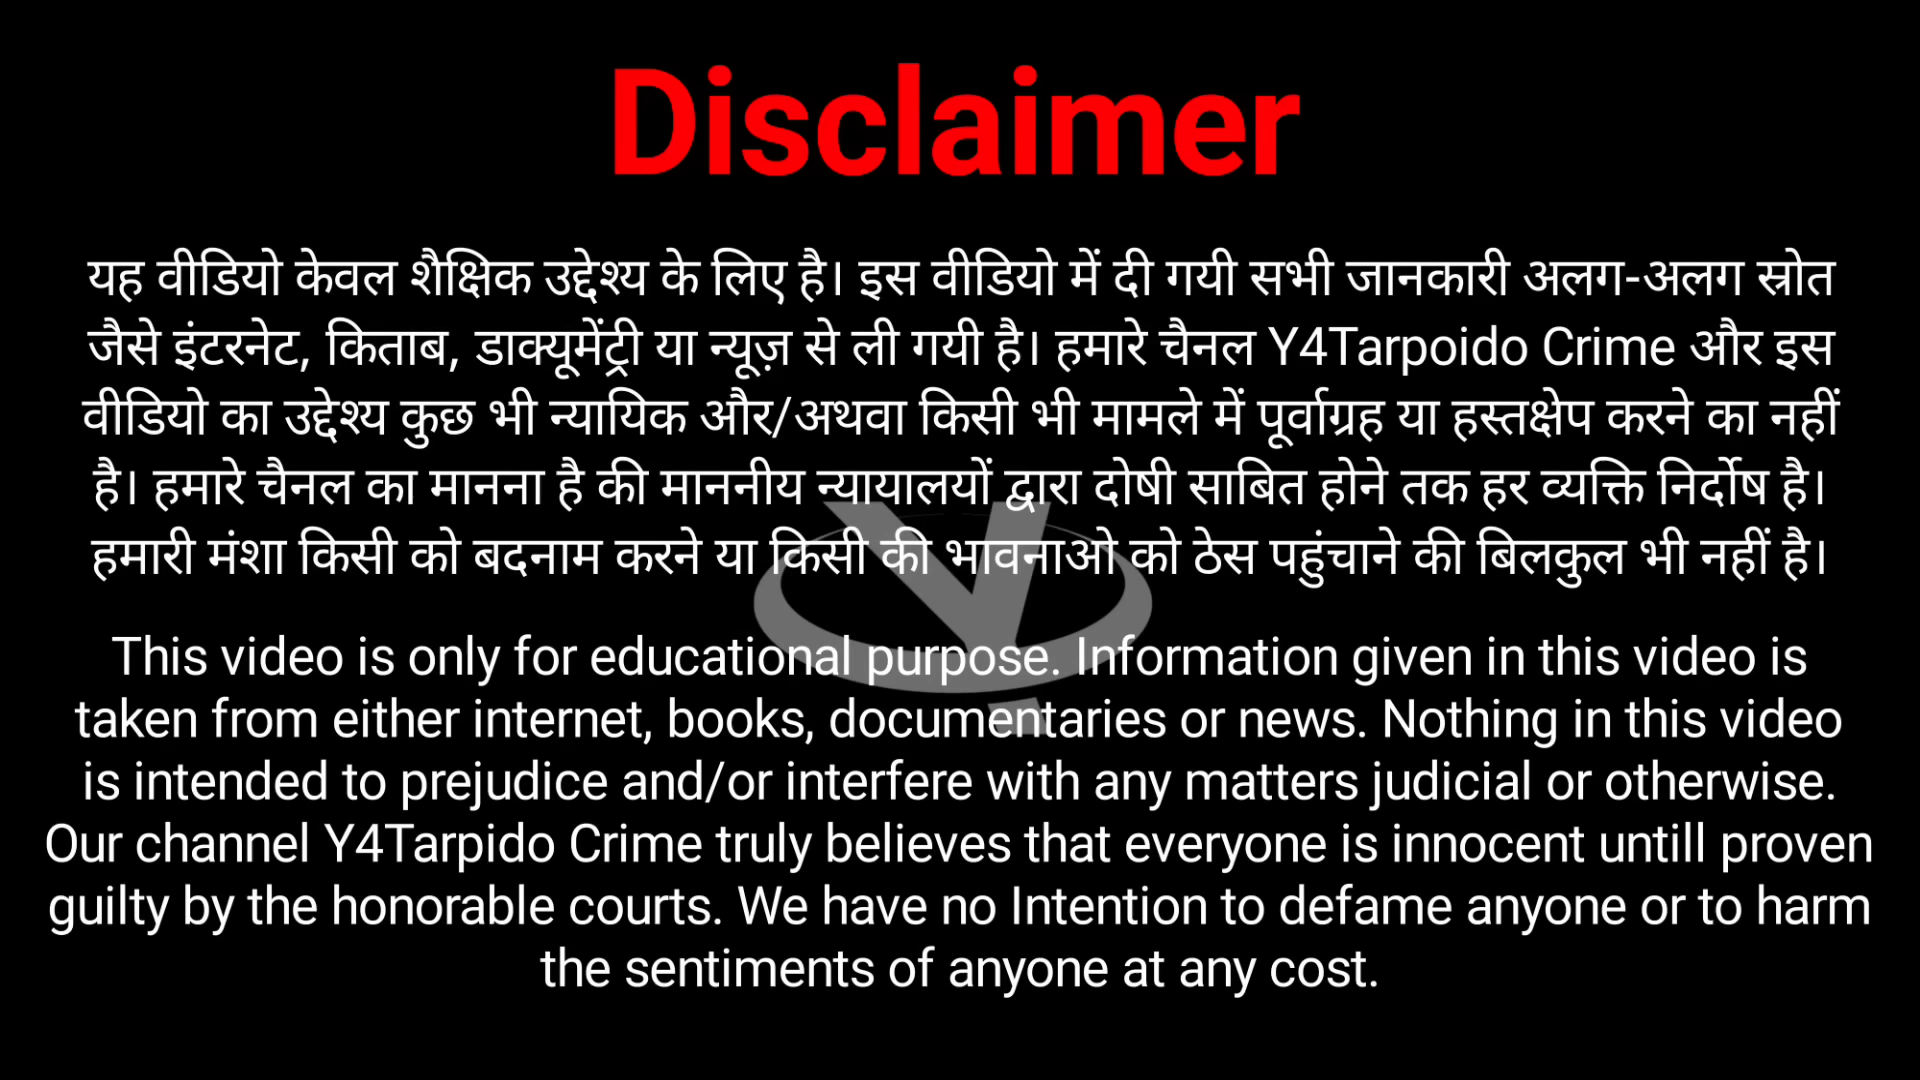 Disclaimer
यह वीडियो केवल शैक्षिक उद्देश्य के लिए है। इस वीडियो में दी गयी सभी जानकारी अलग-अलग स्रोत
जैसे इंटरनेट, किताब, डाक्यूमेंट्री या न्यूज़ से ली गयी है। हमारे चैनल Y4Tarpoido Crime और इस
वीडियो का उद्देश्य कुछ भी न्यायिक और/अथवा किसी भी मामले में पूर्वाग्रह या हस्तक्षेप करने का नहीं
है। हमारे चैनल का मानना है की माननीय न्यायालयों द्वारा दोषी साबित होने तक हर व्यक्ति निर्दोष है।
हमारी मंशा किसी को बदनाम करने या किसी की भावनाओ को ठेस पहुंचाने की बिलकुल भी नहीं है।
This video is only for educational purpose. Information given in this video is
taken from either internet, books, documentaries or news. Nothing in this video
is intended to prejudice and/or interfere with any matters judicial or otherwise.
Our channel Y4Tarpido Crime truly believes that everyone is innocent untill proven
guilty by the honorable courts. We have no Intention to defame anyone or to harm
the sentiments of anyone at any cost.